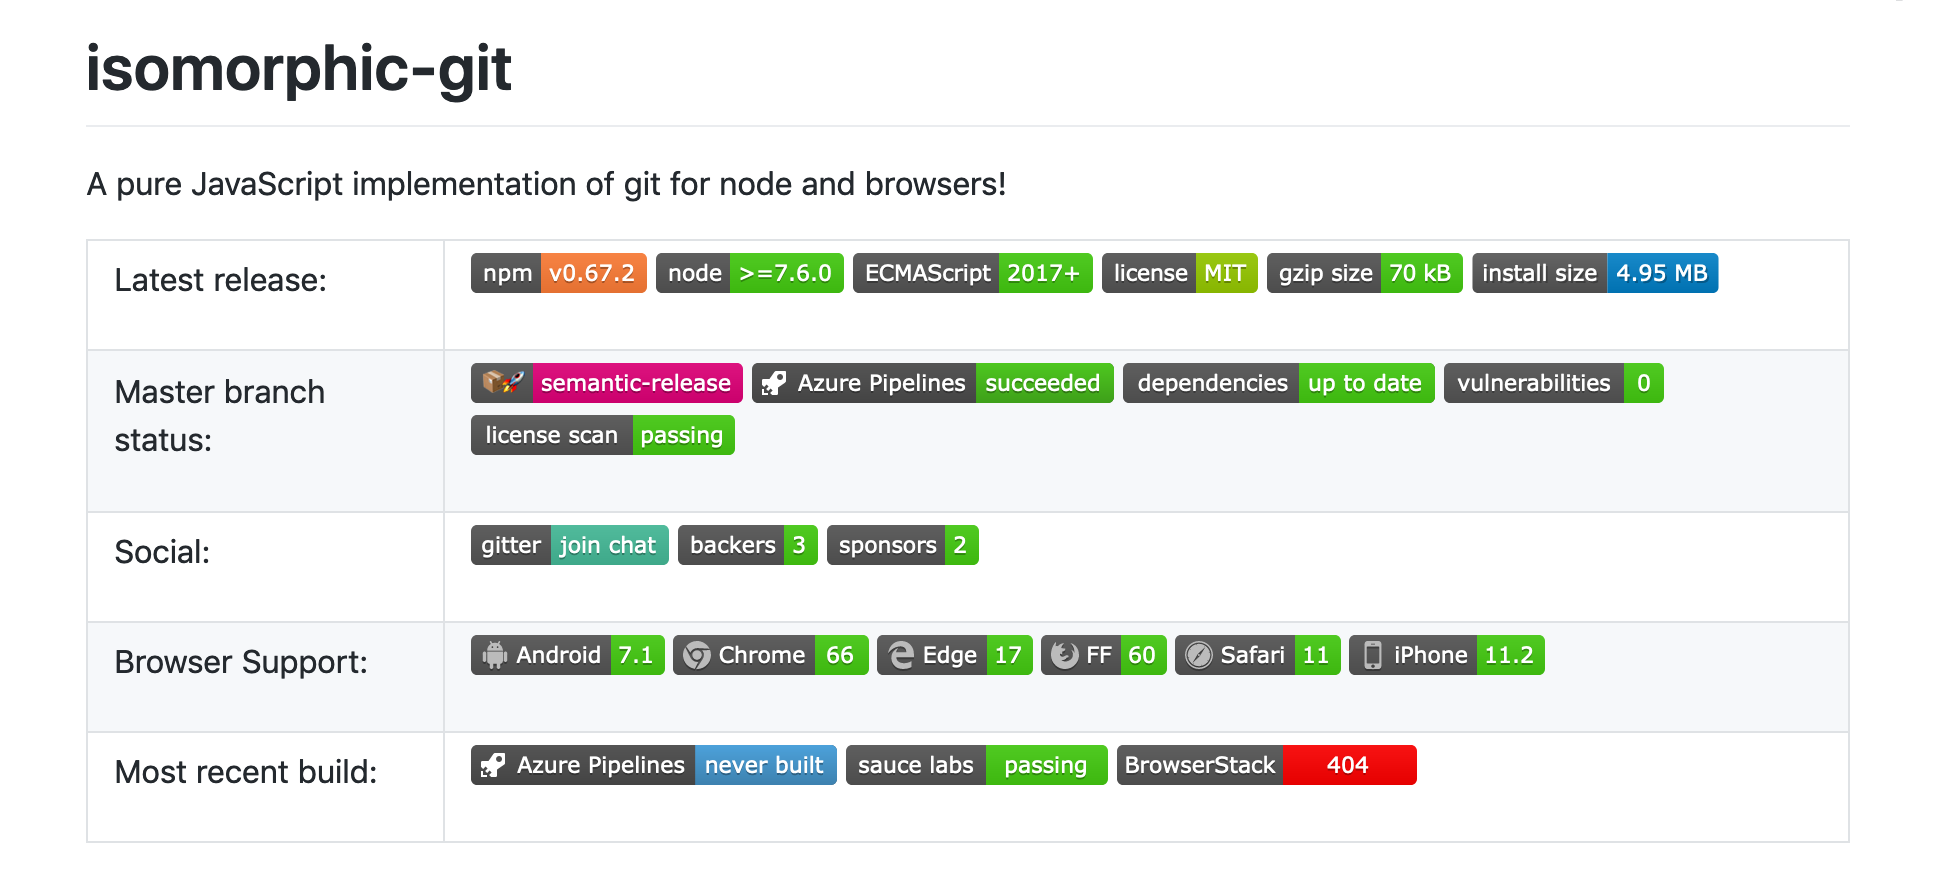 isomorphic-git
A pure JavaScript implementation of git for node and browsers!
Latest release: npm v0.67.2 node >=7.6.0 ECMAScript 2017+ license MIT gzip size 70 kB install size 4.95 MB
Master branch status: semantic-release Azure Pipelines succeeded dependencies up to date vulnerabilities 0
license scan passing
Social: gitter join chat backers 3 sponsors 2
Browser Support: Android 7.1 Chrome 66 Edge 17 FF 60 Safari 11 iPhone 11.2
Most recent build: Azure Pipelines never built sauce labs passing BrowserStack 404